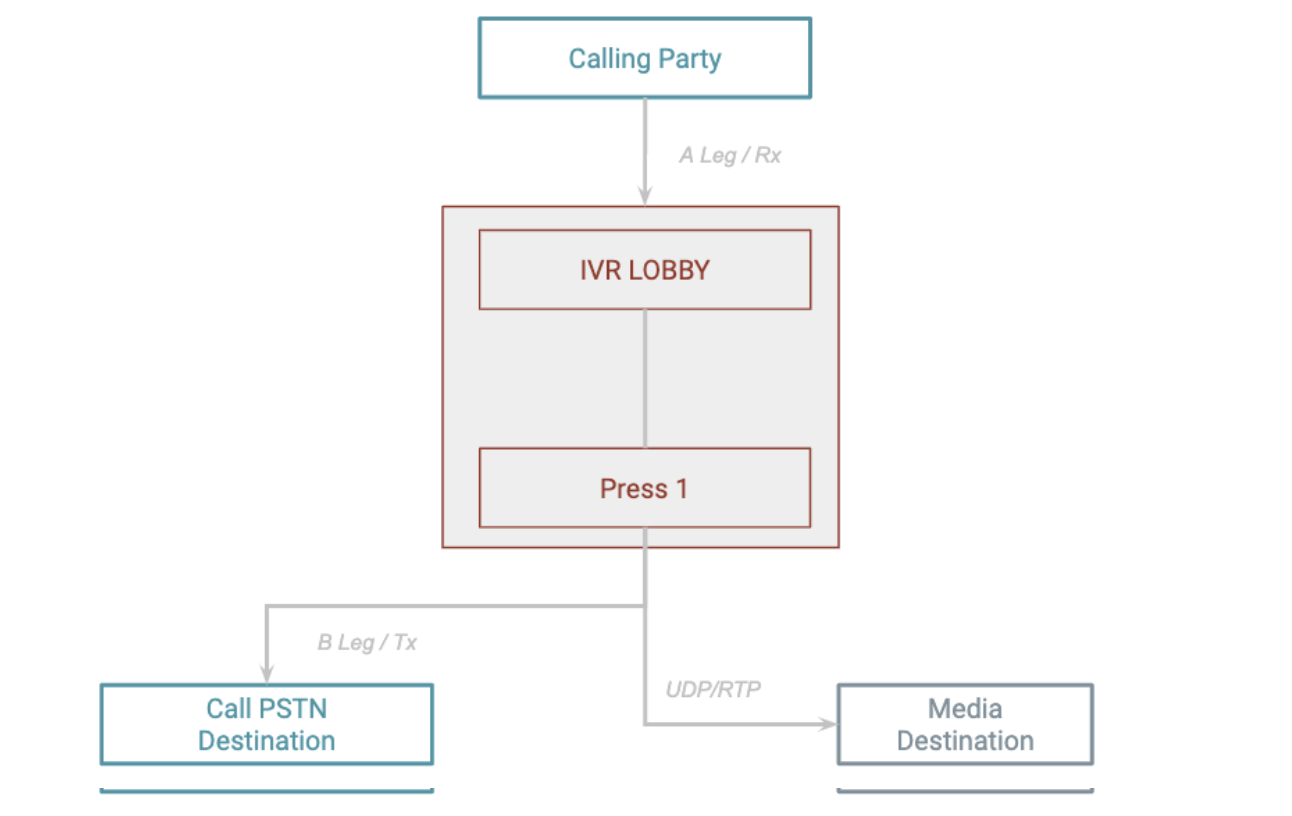 Calling Party
A Leg / Rx
IVR LOBBY
Press 1
B Leg / Tx
UDP/RTP
Call PSTN
Destination
Media
Destination